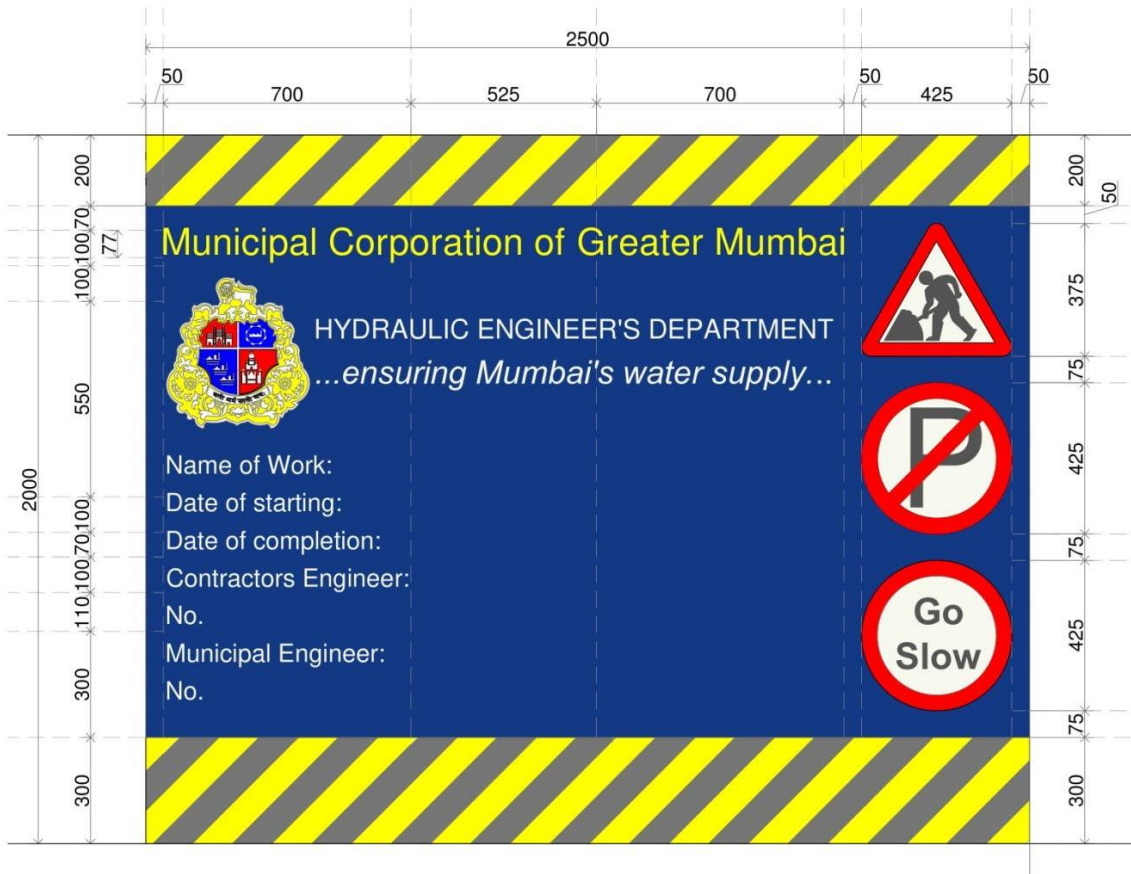 2500
50 700 525 700 50 425 50
200 200
50
70
Municipal Corporation of Greater Mumbai
77
100
100
375
HYDRAULIC ENGINEER'S DEPARTMENT
...ensuring Mumbai's water supply...
75
550
425
Name of Work:
2000
Date of starting:
100
Date of completion:
70
75
Contractors Engineer:
100
No.
110
Go
Slow
425
Municipal Engineer:
300
No.
75
300 300
P